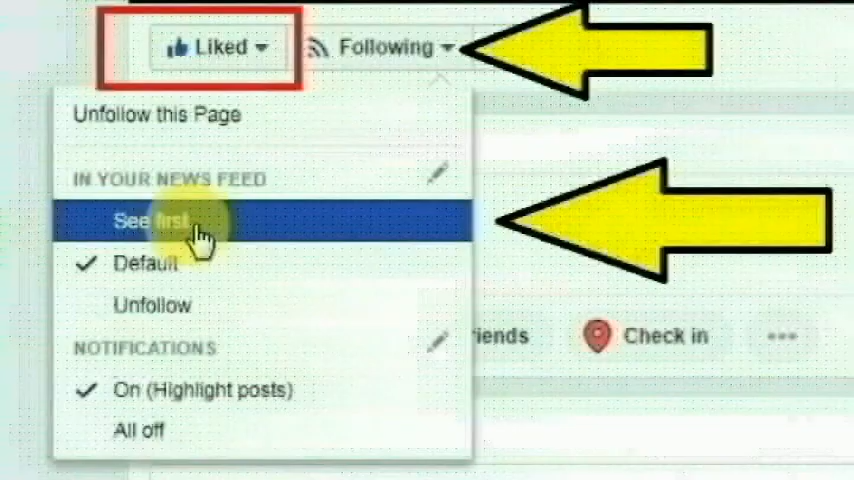 Liked Following
Unfollow this Page
IN YOUR NEWS FEED
See first
Default
Unfollow
riends Check in
NOTIFICATIONS
On (Highlight posts)
All off